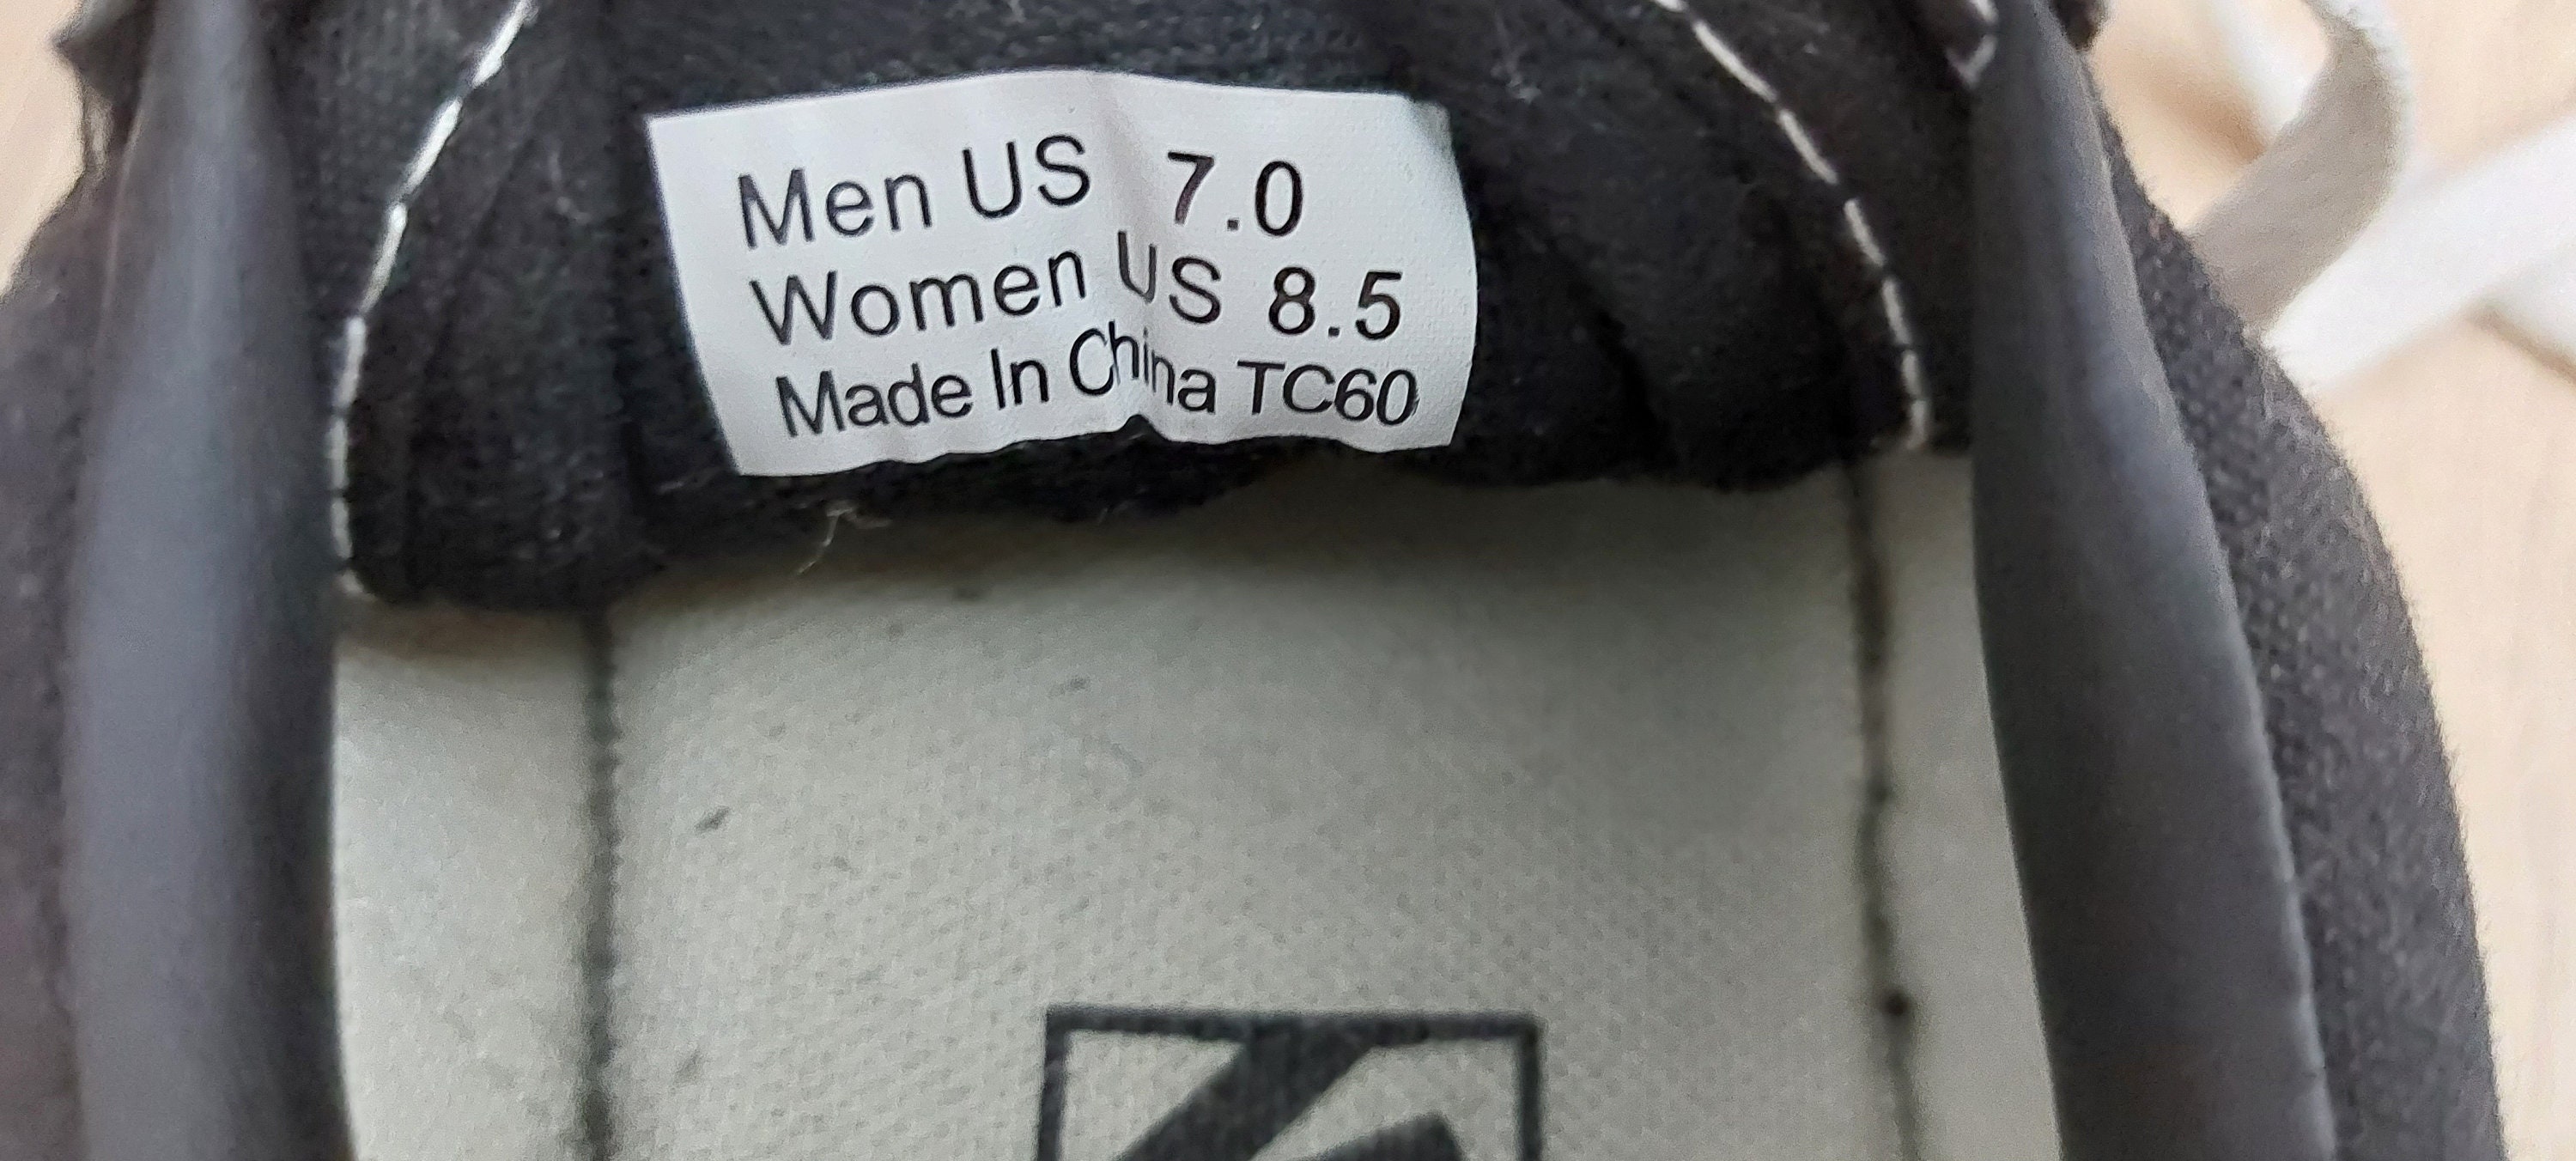 Men US 7.0
Women US 8.5
Made In China TC60